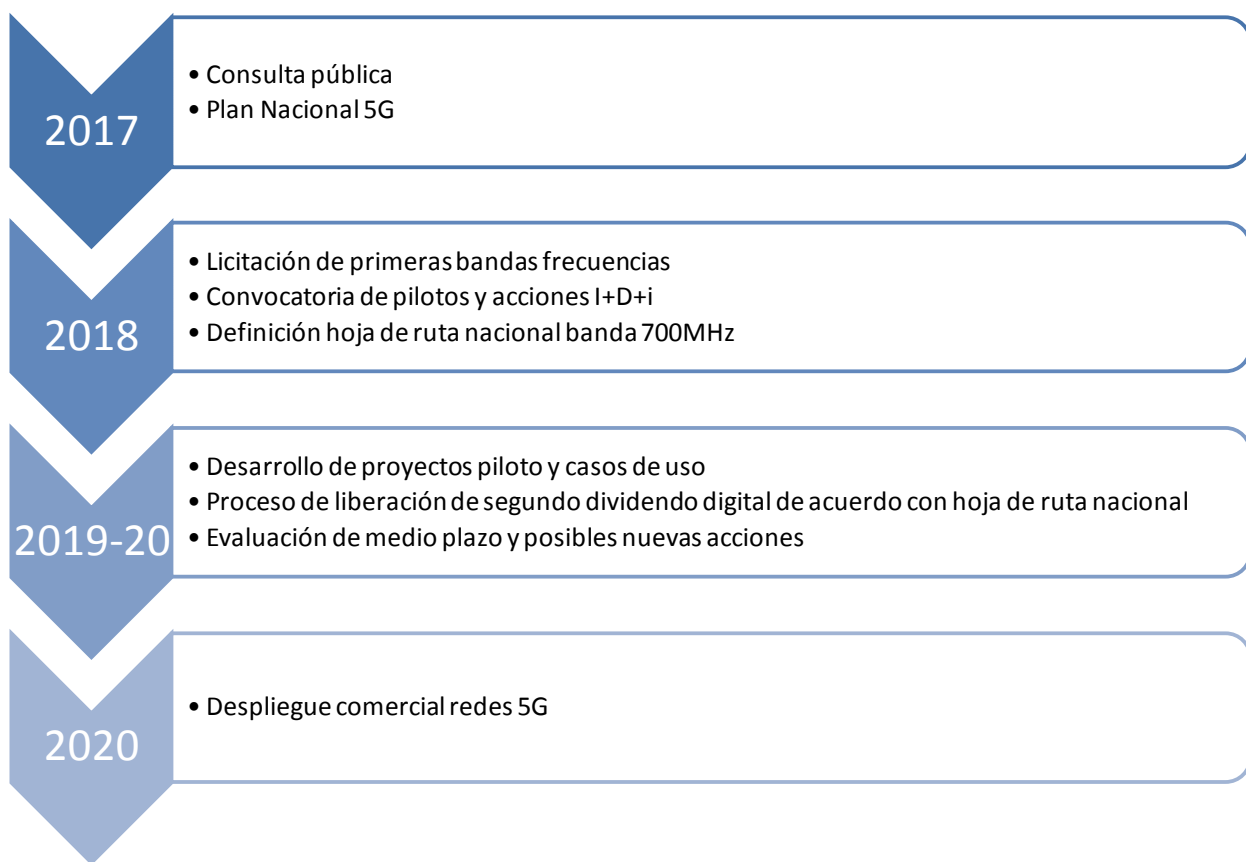 2017
• Consulta pública
• Plan Nacional 5G
2018
• Licitación de primeras bandas frecuencias
• Convocatoria de pilotos y acciones I+D+i
• Definición hoja de ruta nacional banda 700MHz
2019-20
• Desarrollo de proyectos piloto y casos de uso
• Proceso de liberación de segundo dividendo digital de acuerdo con hoja de ruta nacional
• Evaluación de medio plazo y posibles nuevas acciones
2020
• Despliegue comercial redes 5G